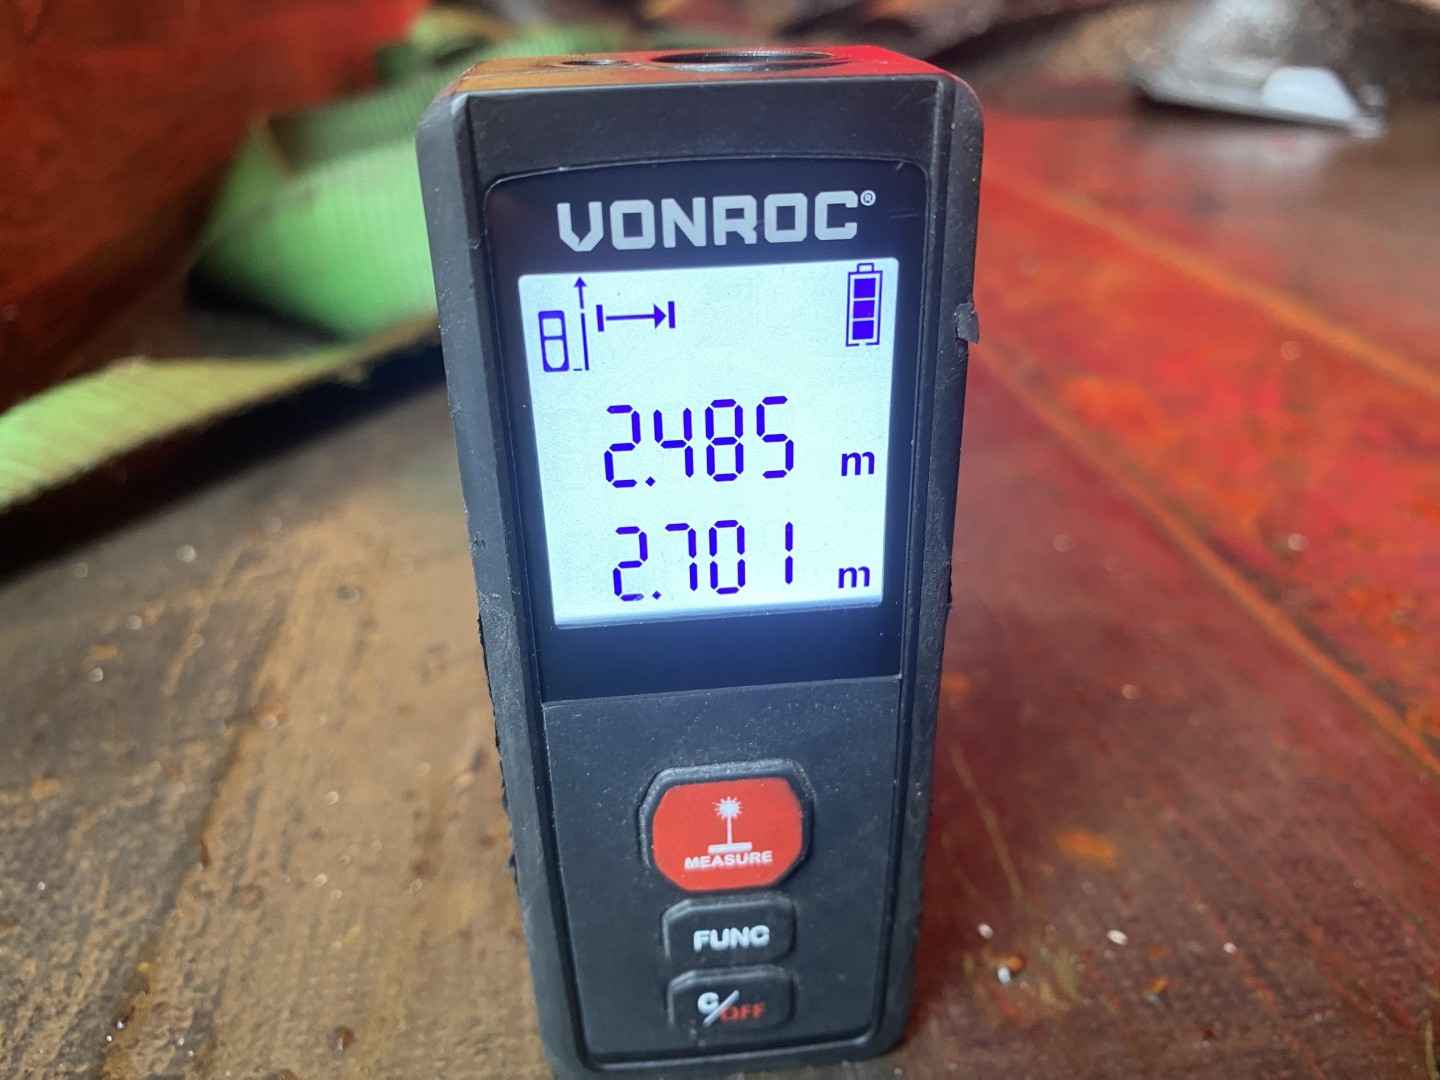 VONROC®
2.485 m
2.701 m
MEASURE
FUNC
C/OFF